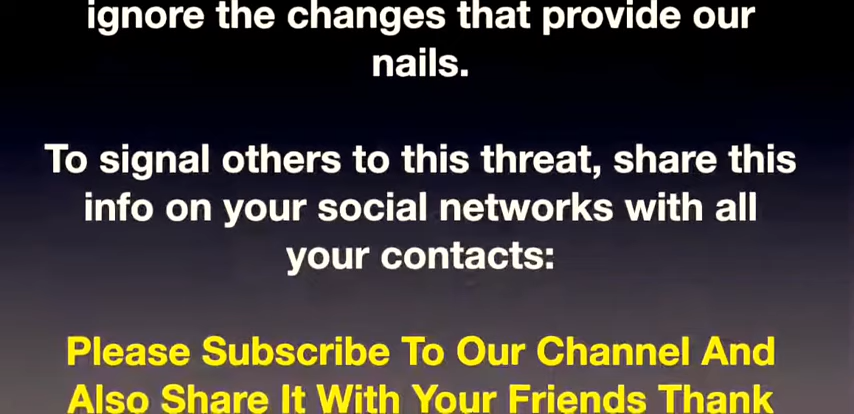 ignore the changes that provide our
nails.
To signal others to this threat, share this
info on your social networks with all
your contacts:
Please Subscribe To Our Channel And
Also Share It With Your Friends Thank